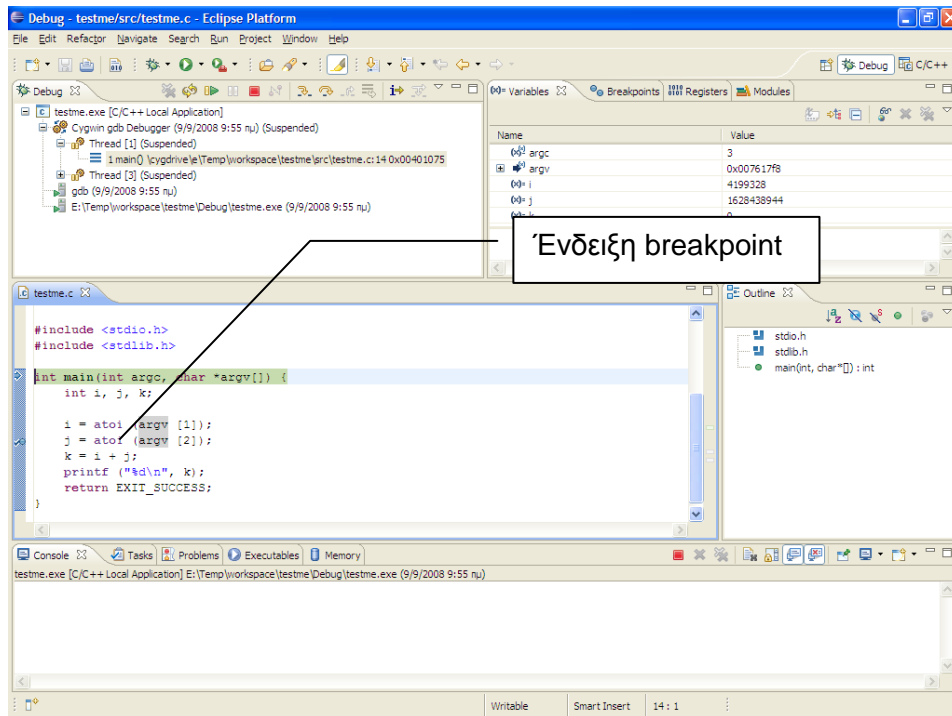 Debug - testme/src/testme.c - Eclipse Platform
File Edit Refactor Navigate Search Run Project Window Help
Debug C/C++
Debug
testme.exe [C/C++ Local Application]
Cygwin gdb Debugger (9/9/2008 9:55 πμ) (Suspended)
Thread [1] (Suspended)
1 main() \cygdrive\e\Temp\workspace\testme\src\testme.c:14 0x00401075
Thread [3] (Suspended)
gdb (9/9/2008 9:55 πμ)
E:\Temp\workspace\testme\Debug\testme.exe (9/9/2008 9:55 πμ)
(x)= Variables Breakpoints 1010 0101 Registers Modules
Name Value
argc 3
argv 0x007617f8
(x)= i 4199328
(x)= j 1628438944
Ένδειξη breakpoint
testme.c
#include <stdio.h>
#include <stdlib.h>
int main(int argc, char *argv[]) {
int i, j, k;
i = atoi (argv [1]);
j = atoi (argv [2]);
k = i + j;
printf ("%d\n", k);
return EXIT_SUCCESS;
}
Outline
stdio.h
stdlib.h
main(int, char*[]) : int
Console Tasks Problems Executables Memory
testme.exe [C/C++ Local Application] E:\Temp\workspace\testme\Debug\testme.exe (9/9/2008 9:55 πμ)
Writable Smart Insert 14 : 1